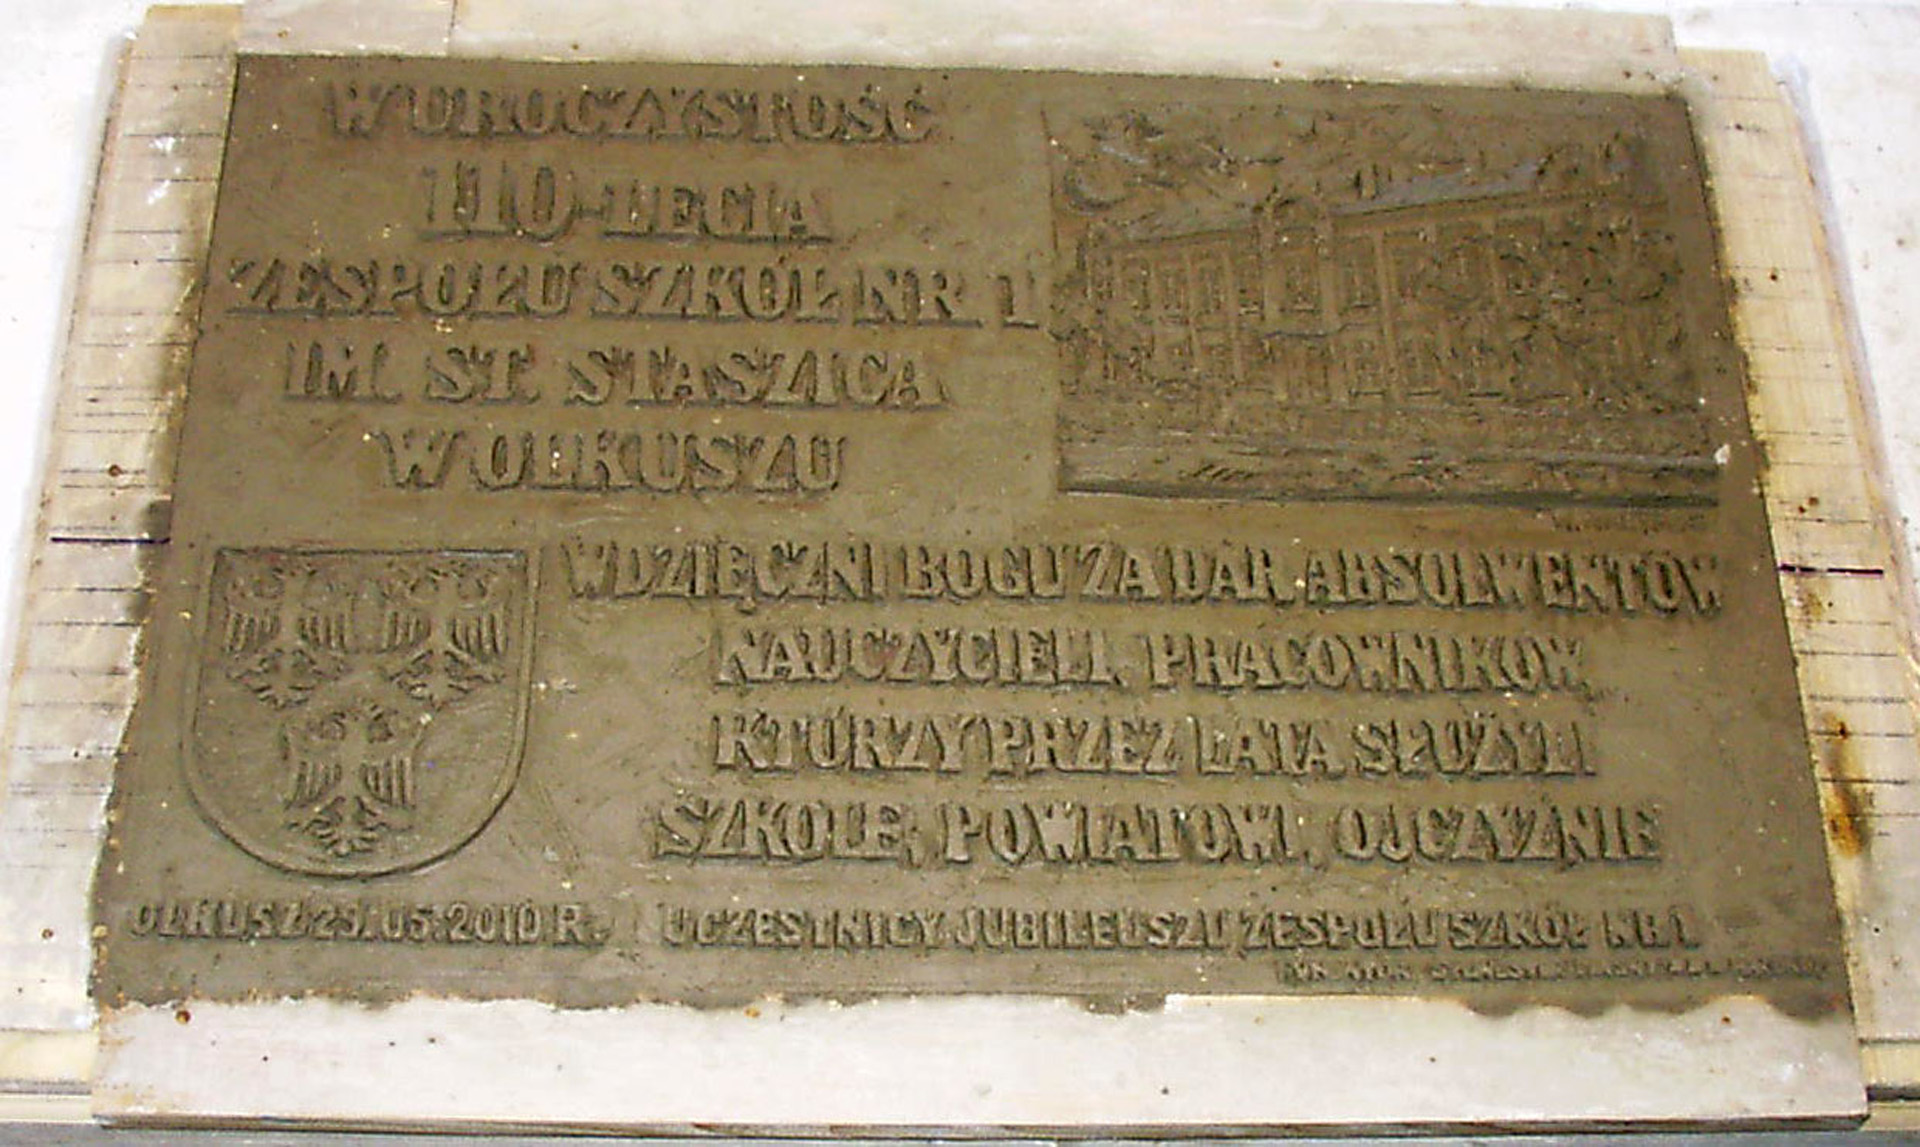 W UROCZYSTOŚĆ
110-LECIA
ZESPOŁU SZKÓŁ NR 1
IM. ST. STASZICA
W OLKUSZU
WDZIĘCZNI BOGU ZA DAR ABSOLWENTÓW
NAUCZYCIELI, PRACOWNIKÓW,
KTÓRZY PRZEZ LATA SŁUŻYLI
SZKOLE, POWIATOWI, OJCZYŹNIE
OLKUSZ 29.05.2010 R. UCZESTNICY JUBILEUSZU ZESPOŁU SZKÓŁ NR 1